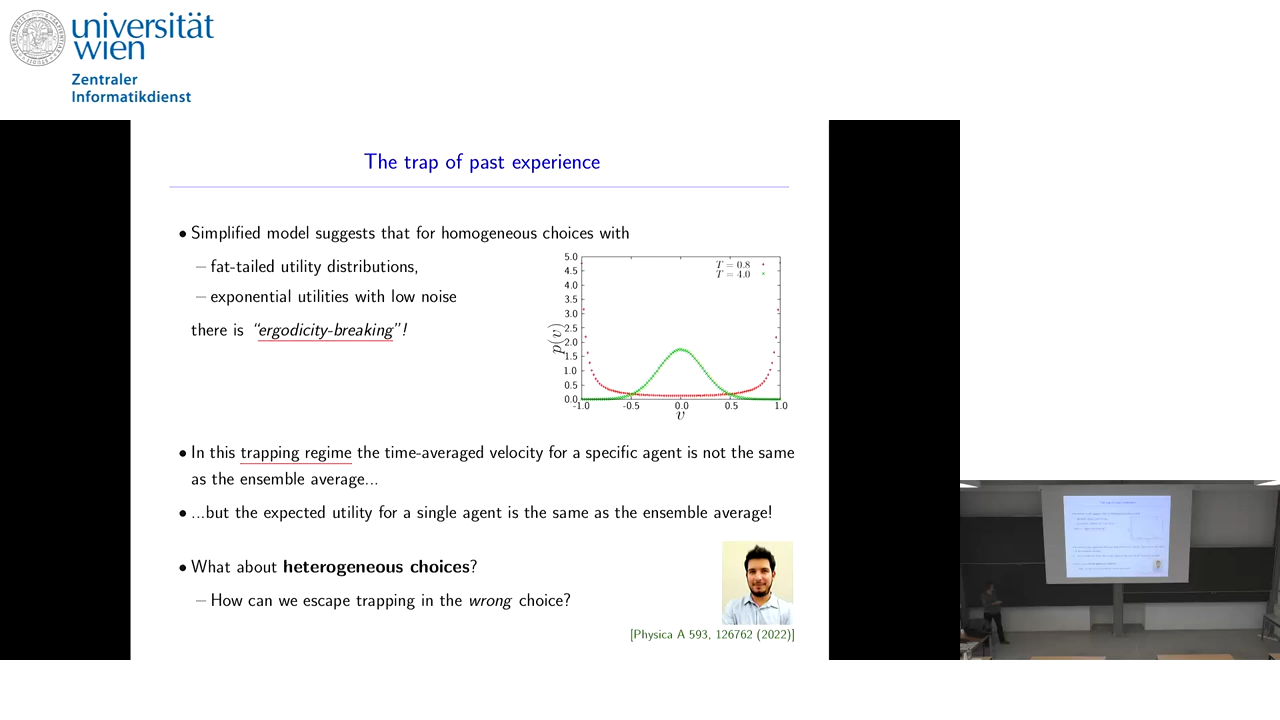 universität
wien
Zentraler
Informatikdienst
The trap of past experience
• Simplified model suggests that for homogeneous choices with
– fat-tailed utility distributions,
– exponential utilities with low noise
there is "ergodicity-breaking"!
5.0
4.5
4.0
3.5
3.0
2.5
2.0
1.5
1.0
0.5
0.0
p(v)
T = 0.8
T = 4.0
-1.0 -0.5 0.0 0.5 1.0
v
• In this trapping regime the time-averaged velocity for a specific agent is not the same
as the ensemble average...
• ...but the expected utility for a single agent is the same as the ensemble average!
• What about heterogeneous choices?
– How can we escape trapping in the wrong choice?
[Physica A 593, 126762 (2022)]